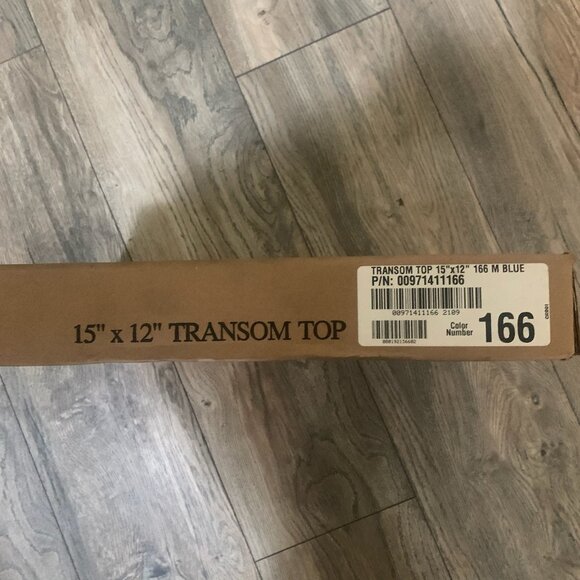 15" x 12" TRANSOM TOP
TRANSOM TOP 15"x12" 166 M BLUE
P/N: 00971411166
00971411166 2109
Color
Number
166